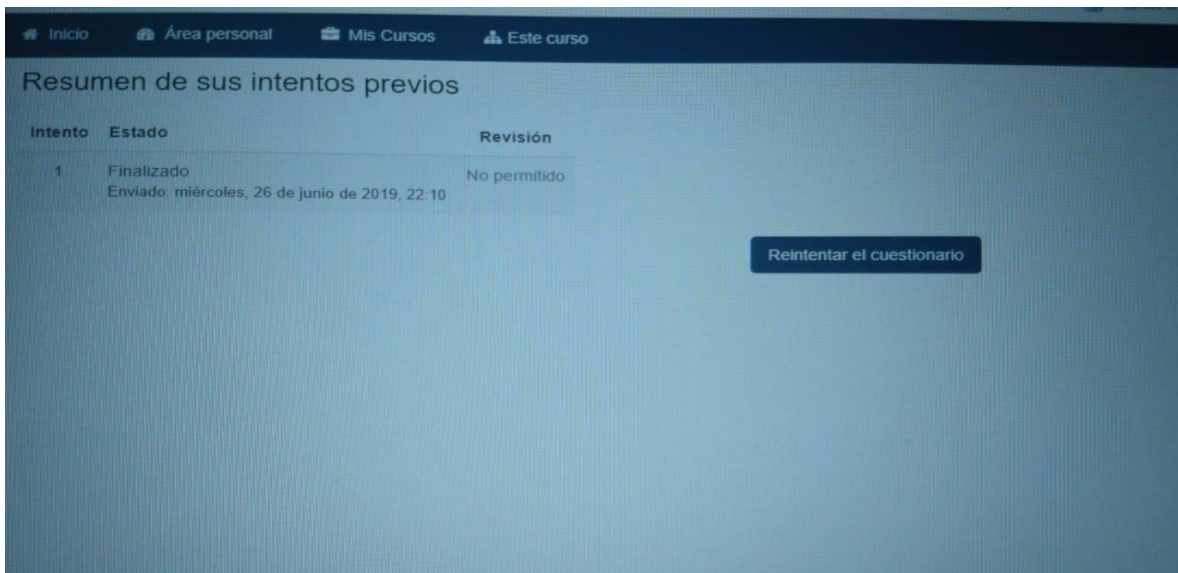 Inicio Área personal Mis Cursos Este curso
Resumen de sus intentos previos
Intento Estado Revisión
1 Finalizado No permitido
Enviado: miércoles, 26 de junio de 2019, 22:10
Reintentar el cuestionario